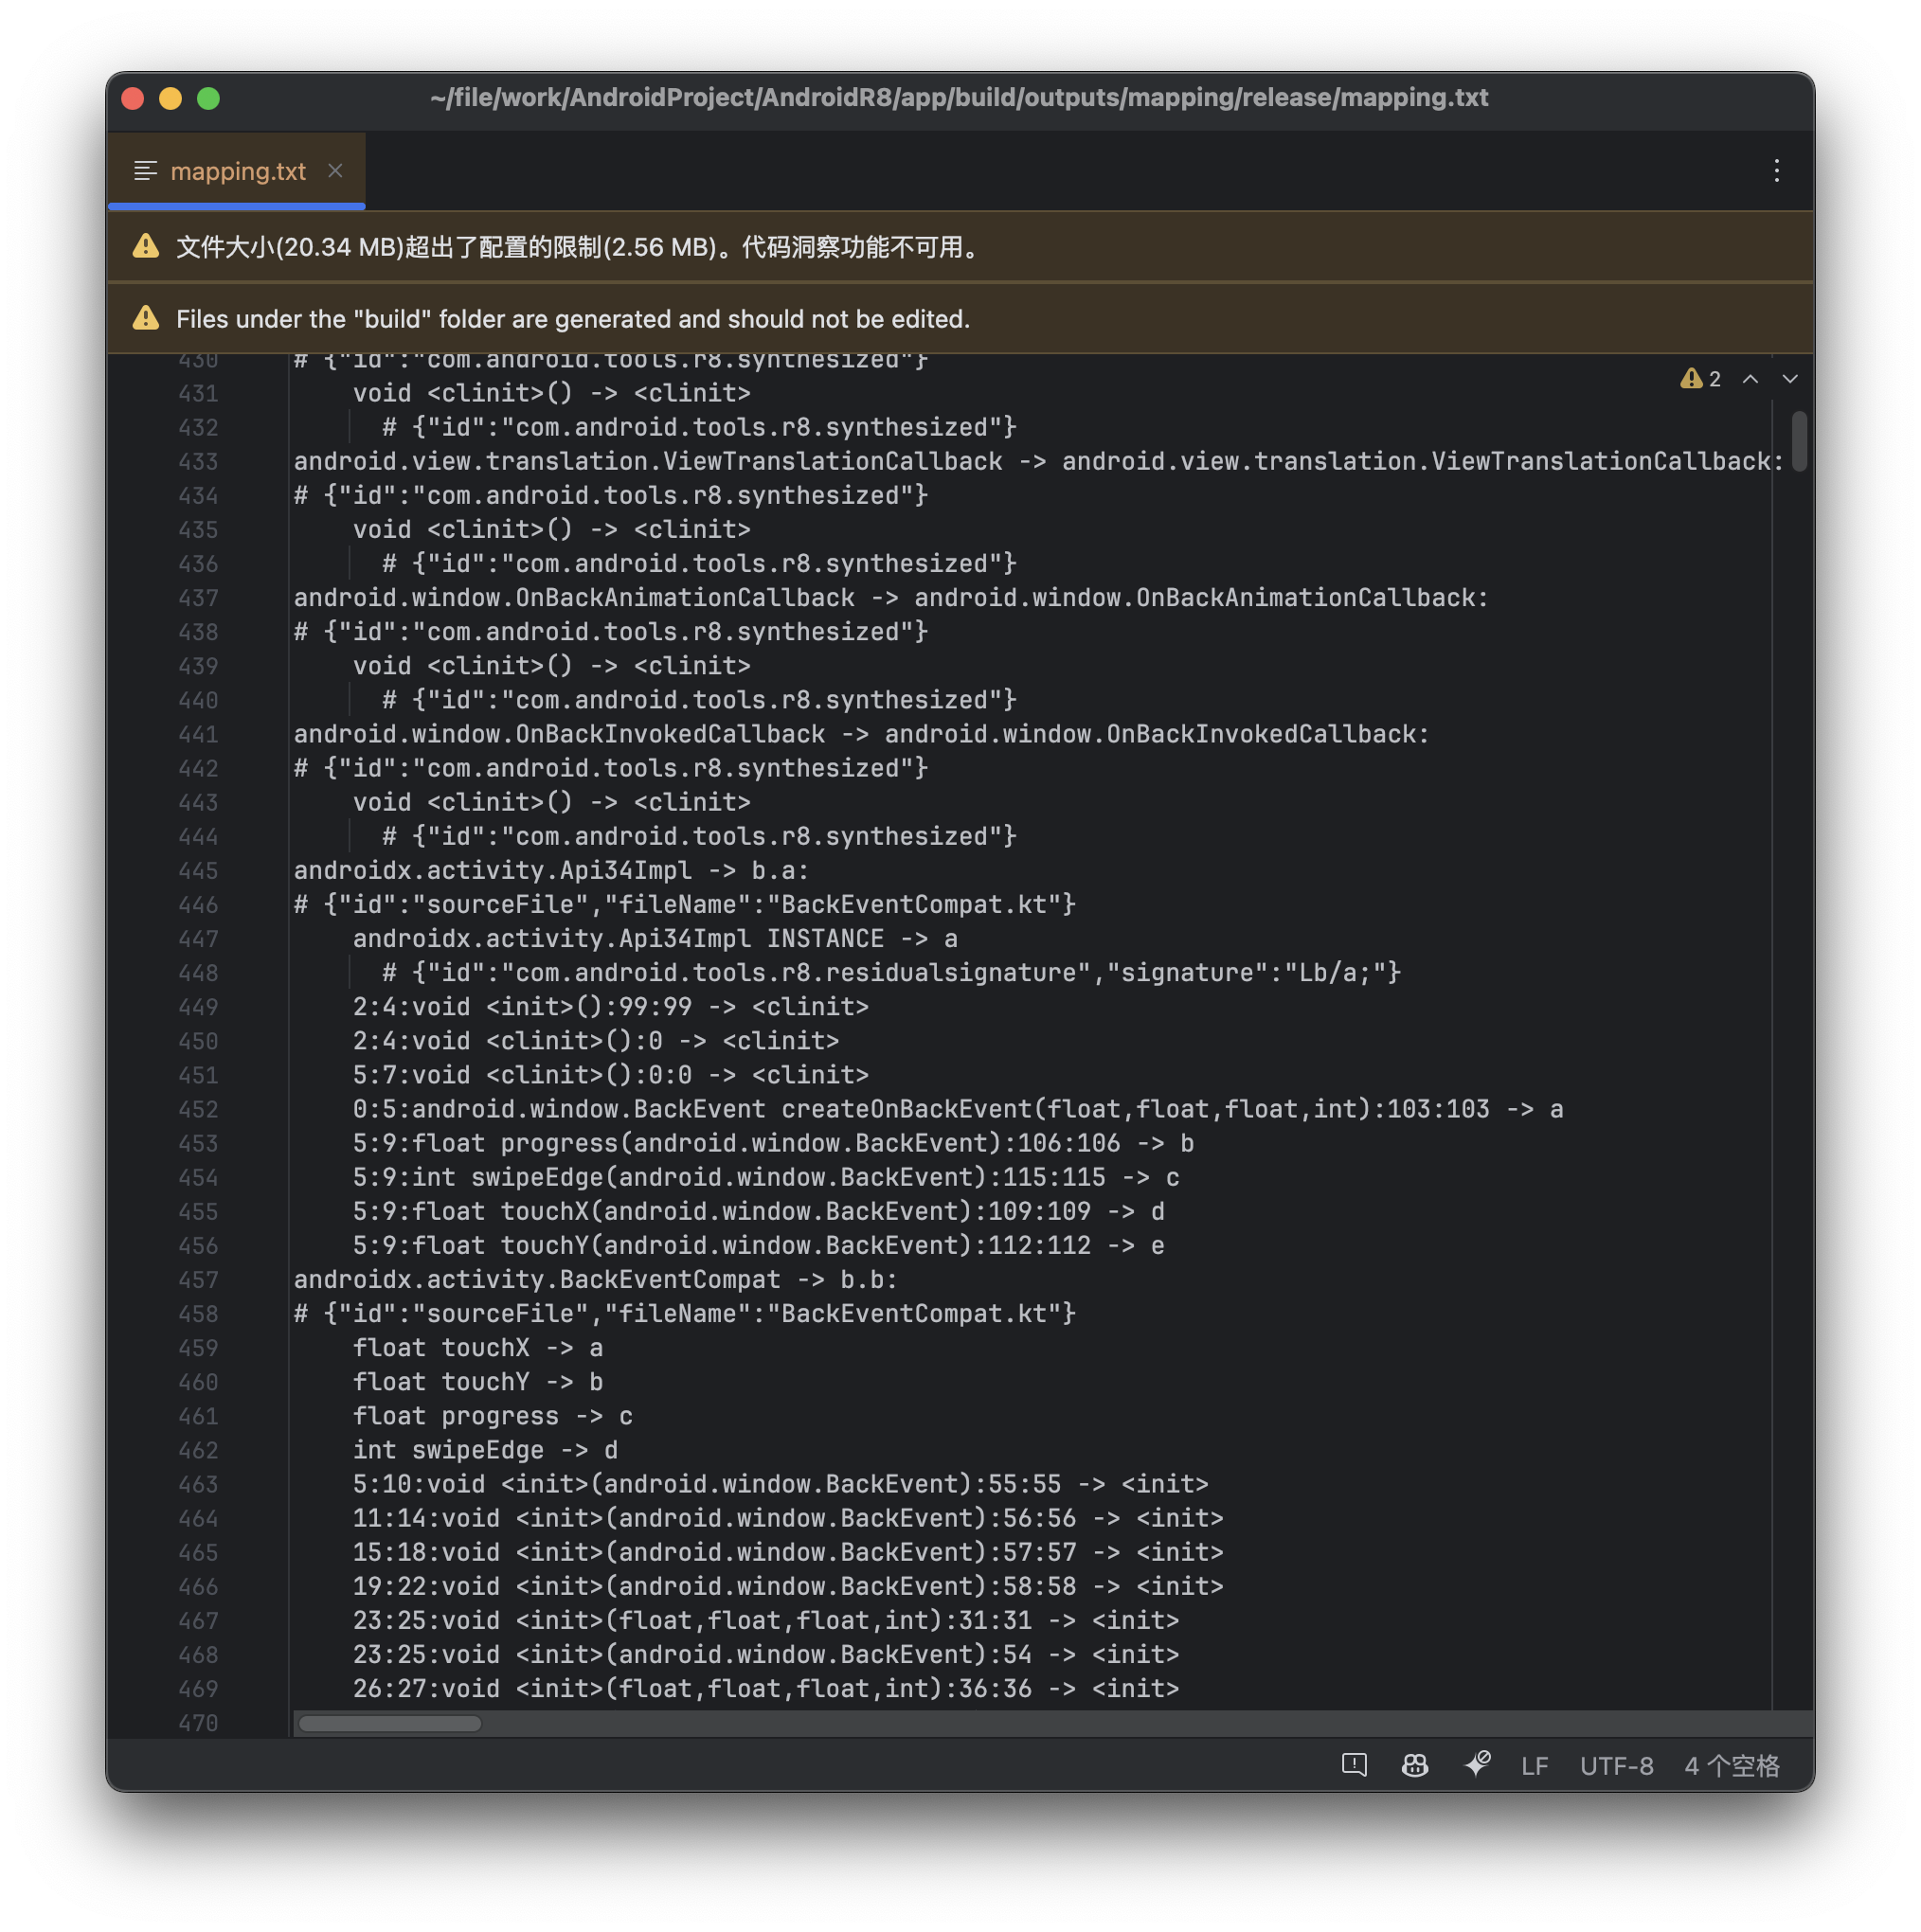 ~/file/work/AndroidProject/AndroidR8/app/build/outputs/mapping/release/mapping.txt
mapping.txt
文件大小(20.34 MB)超出了配置的限制(2.56 MB)。代码洞察功能不可用。
Files under the "build" folder are generated and should not be edited.
2
430 # {"id":"com.android.tools.r8.synthesized"}
431     void <clinit>() -> <clinit>
432       # {"id":"com.android.tools.r8.synthesized"}
433 android.view.translation.ViewTranslationCallback -> android.view.translation.ViewTranslationCallback:
434 # {"id":"com.android.tools.r8.synthesized"}
435     void <clinit>() -> <clinit>
436       # {"id":"com.android.tools.r8.synthesized"}
437 android.window.OnBackAnimationCallback -> android.window.OnBackAnimationCallback:
438 # {"id":"com.android.tools.r8.synthesized"}
439     void <clinit>() -> <clinit>
440       # {"id":"com.android.tools.r8.synthesized"}
441 android.window.OnBackInvokedCallback -> android.window.OnBackInvokedCallback:
442 # {"id":"com.android.tools.r8.synthesized"}
443     void <clinit>() -> <clinit>
444       # {"id":"com.android.tools.r8.synthesized"}
445 androidx.activity.Api34Impl -> b.a:
446 # {"id":"sourceFile","fileName":"BackEventCompat.kt"}
447     androidx.activity.Api34Impl INSTANCE -> a
448       # {"id":"com.android.tools.r8.residualsignature","signature":"Lb/a;"}
449     2:4:void <init>():99:99 -> <clinit>
450     2:4:void <clinit>():0 -> <clinit>
451     5:7:void <clinit>():0:0 -> <clinit>
452     0:5:android.window.BackEvent createOnBackEvent(float,float,float,int):103:103 -> a
453     5:9:float progress(android.window.BackEvent):106:106 -> b
454     5:9:int swipeEdge(android.window.BackEvent):115:115 -> c
455     5:9:float touchX(android.window.BackEvent):109:109 -> d
456     5:9:float touchY(android.window.BackEvent):112:112 -> e
457 androidx.activity.BackEventCompat -> b.b:
458 # {"id":"sourceFile","fileName":"BackEventCompat.kt"}
459     float touchX -> a
460     float touchY -> b
461     float progress -> c
462     int swipeEdge -> d
463     5:10:void <init>(android.window.BackEvent):55:55 -> <init>
464     11:14:void <init>(android.window.BackEvent):56:56 -> <init>
465     15:18:void <init>(android.window.BackEvent):57:57 -> <init>
466     19:22:void <init>(android.window.BackEvent):58:58 -> <init>
467     23:25:void <init>(float,float,float,int):31:31 -> <init>
468     23:25:void <init>(android.window.BackEvent):54 -> <init>
469     26:27:void <init>(float,float,float,int):36:36 -> <init>
470
LF UTF-8 4 个空格